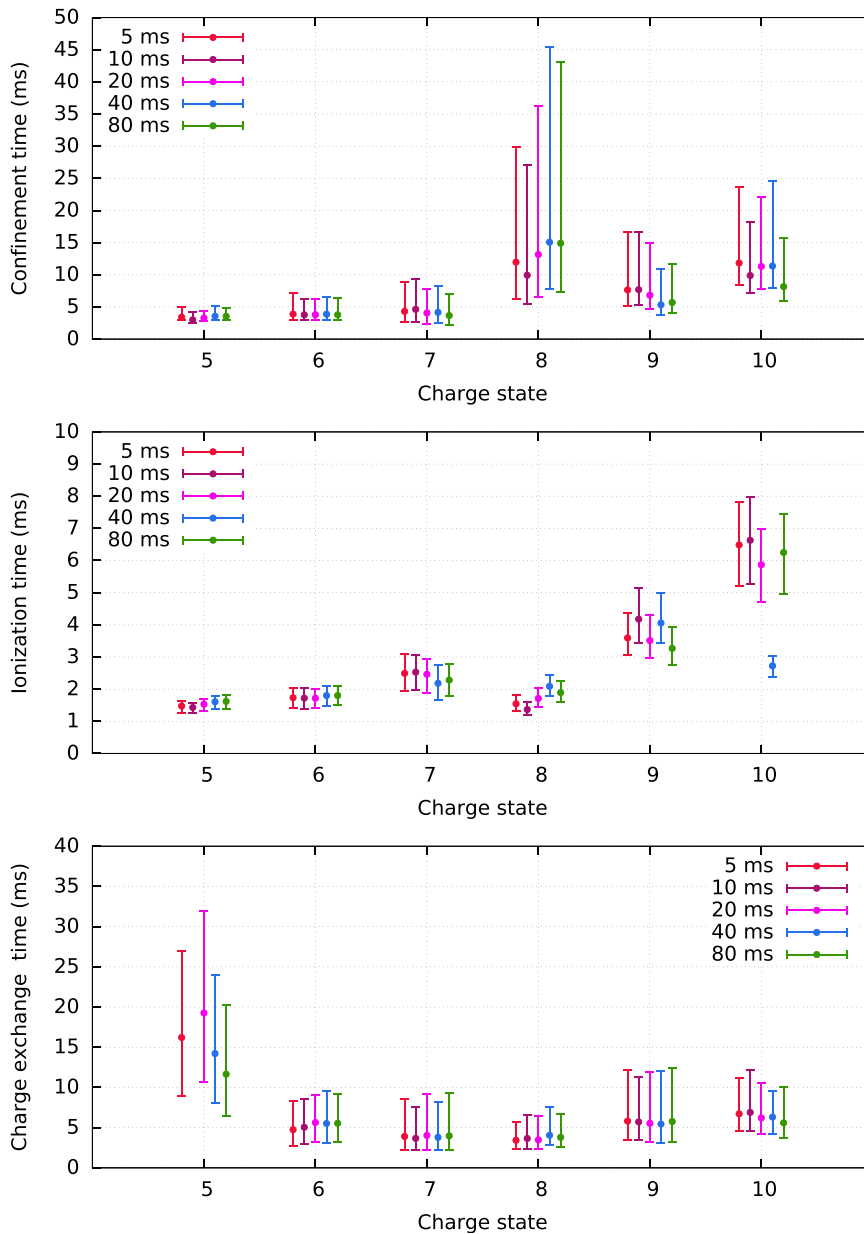 Confinement time (ms)
50
45
40
35
30
25
20
15
10
5
0
5 ms
10 ms
20 ms
40 ms
80 ms
5 6 7 8 9 10
Charge state
Ionization time (ms)
10
9
8
7
6
5
4
3
2
1
0
5 ms
10 ms
20 ms
40 ms
80 ms
5 6 7 8 9 10
Charge state
Charge exchange  time (ms)
40
35
30
25
20
15
10
5
0
5 ms
10 ms
20 ms
40 ms
80 ms
5 6 7 8 9 10
Charge state